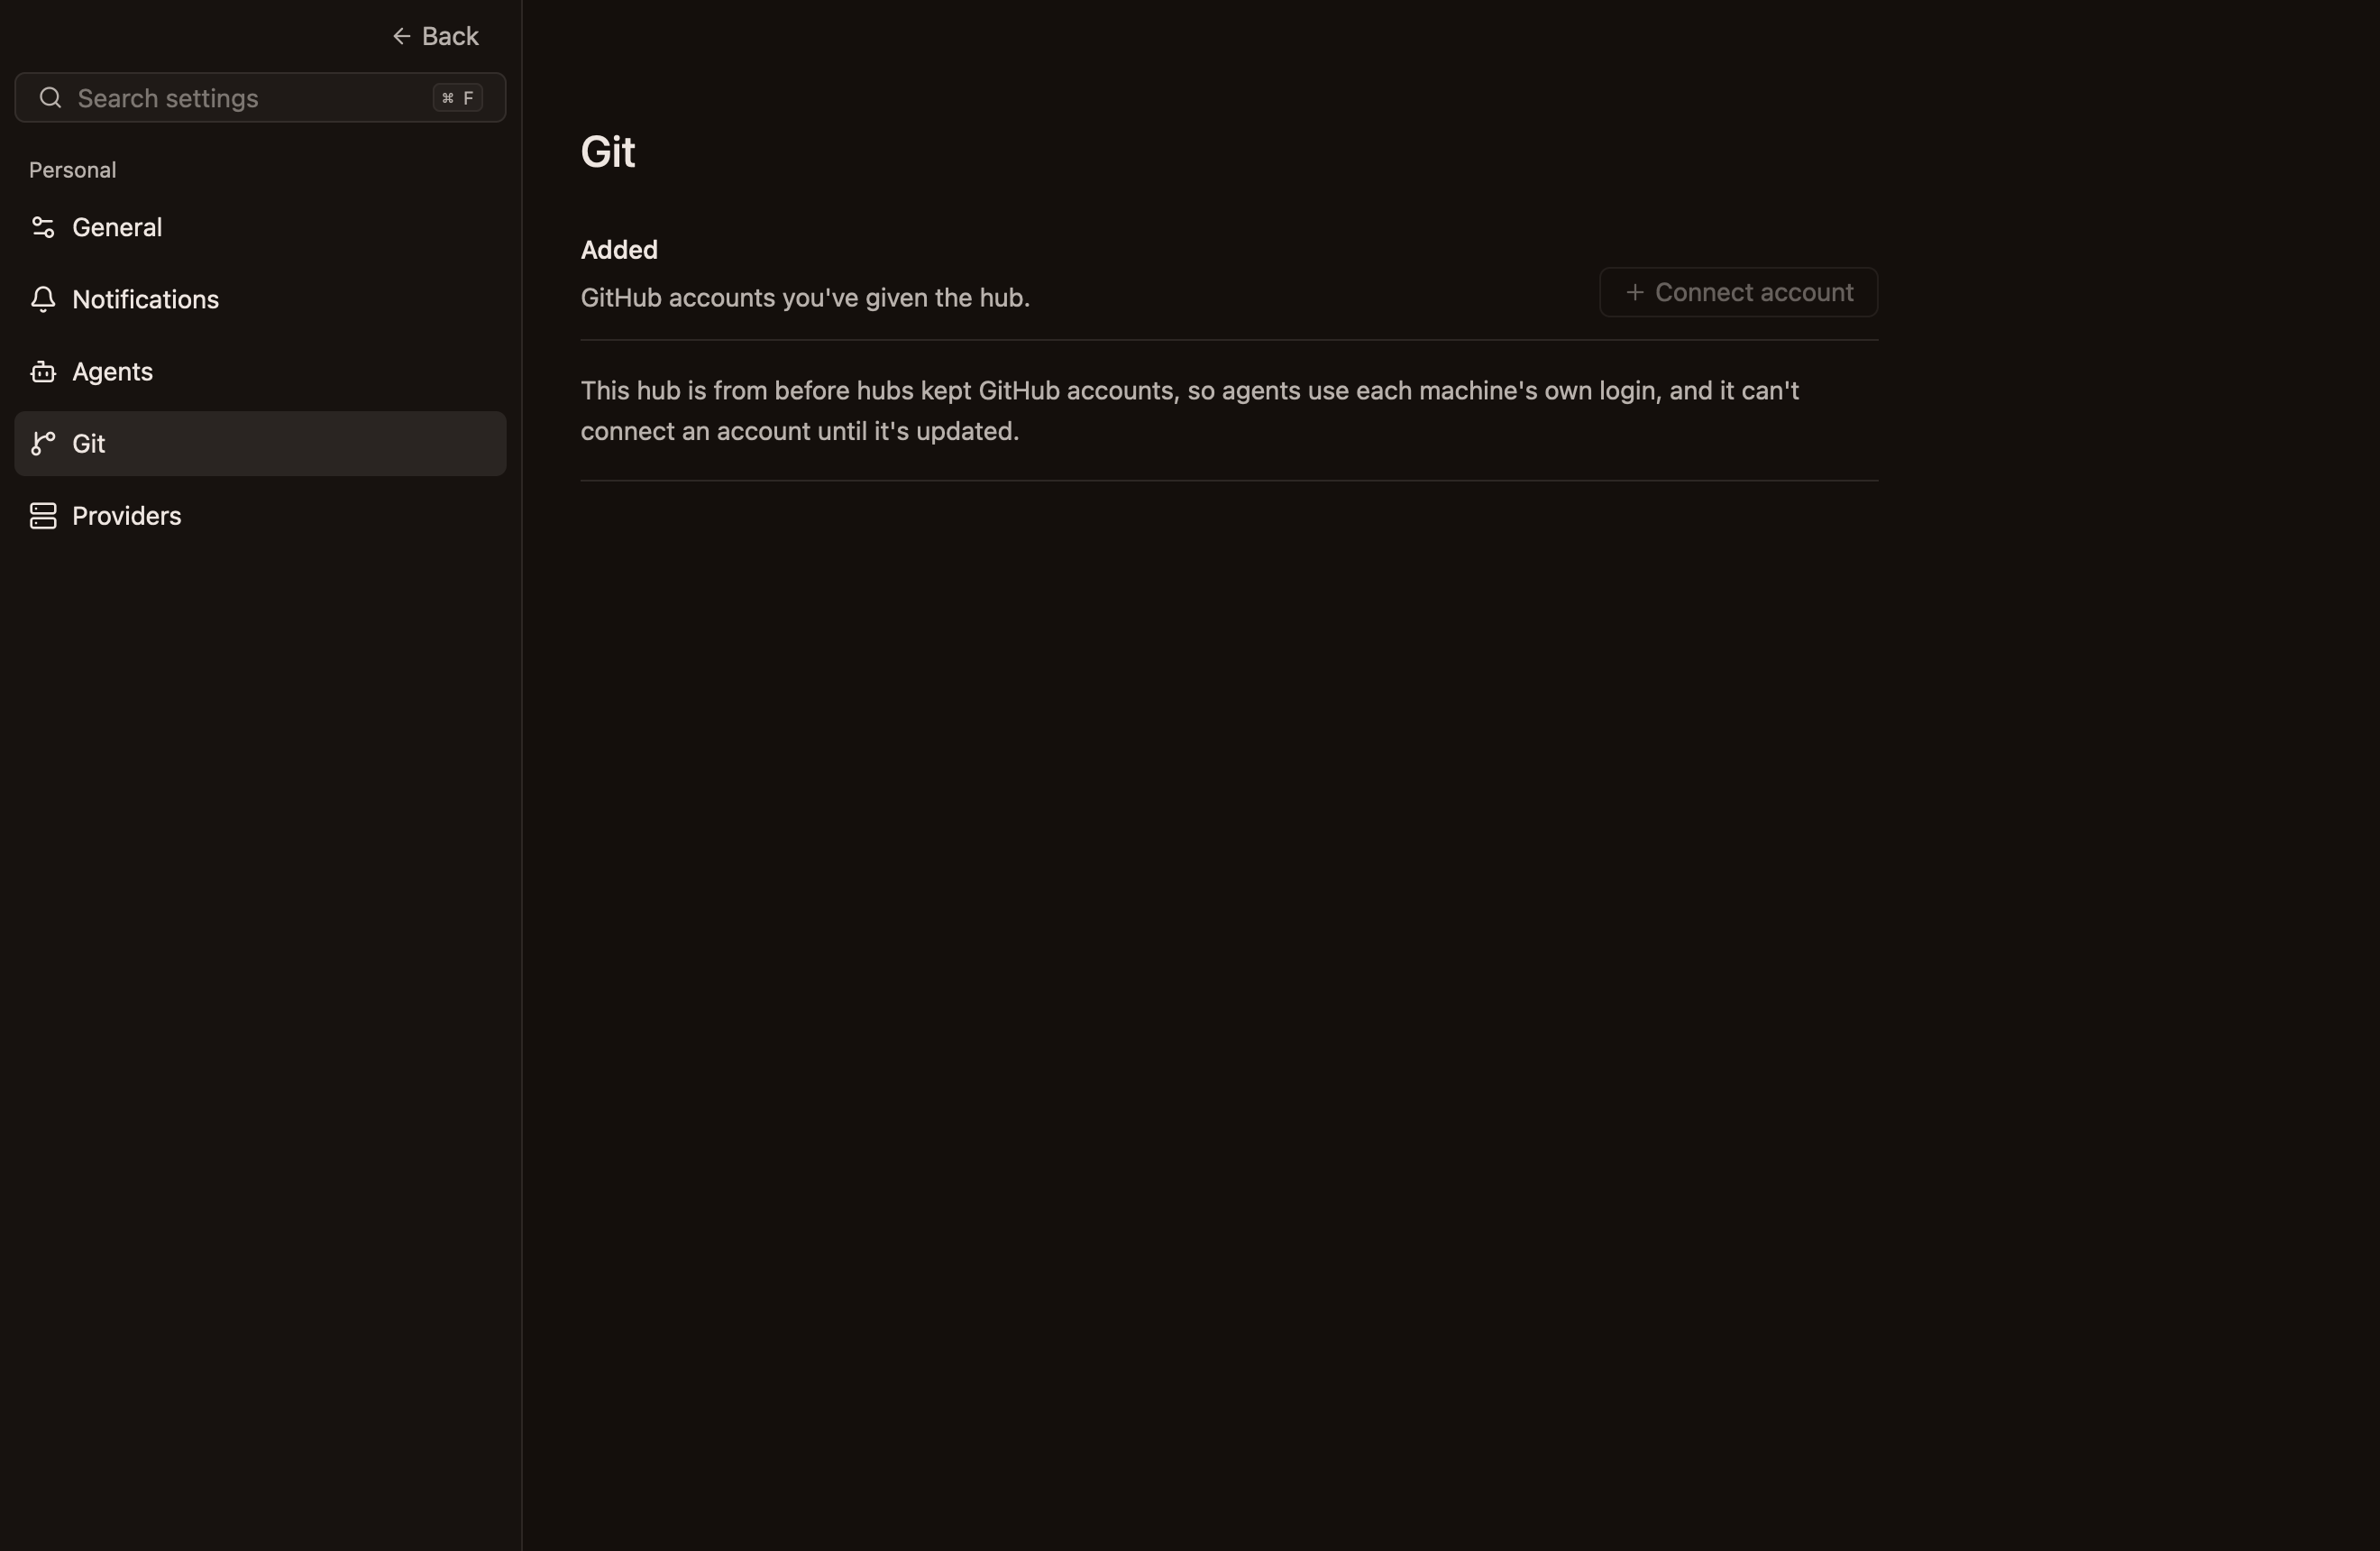 Back
Search settings
⌘ F
Personal
General
Notifications
Agents
Git
Providers
Git
Added
GitHub accounts you've given the hub.
Connect account
This hub is from before hubs kept GitHub accounts, so agents use each machine's own login, and it can't
connect an account until it's updated.